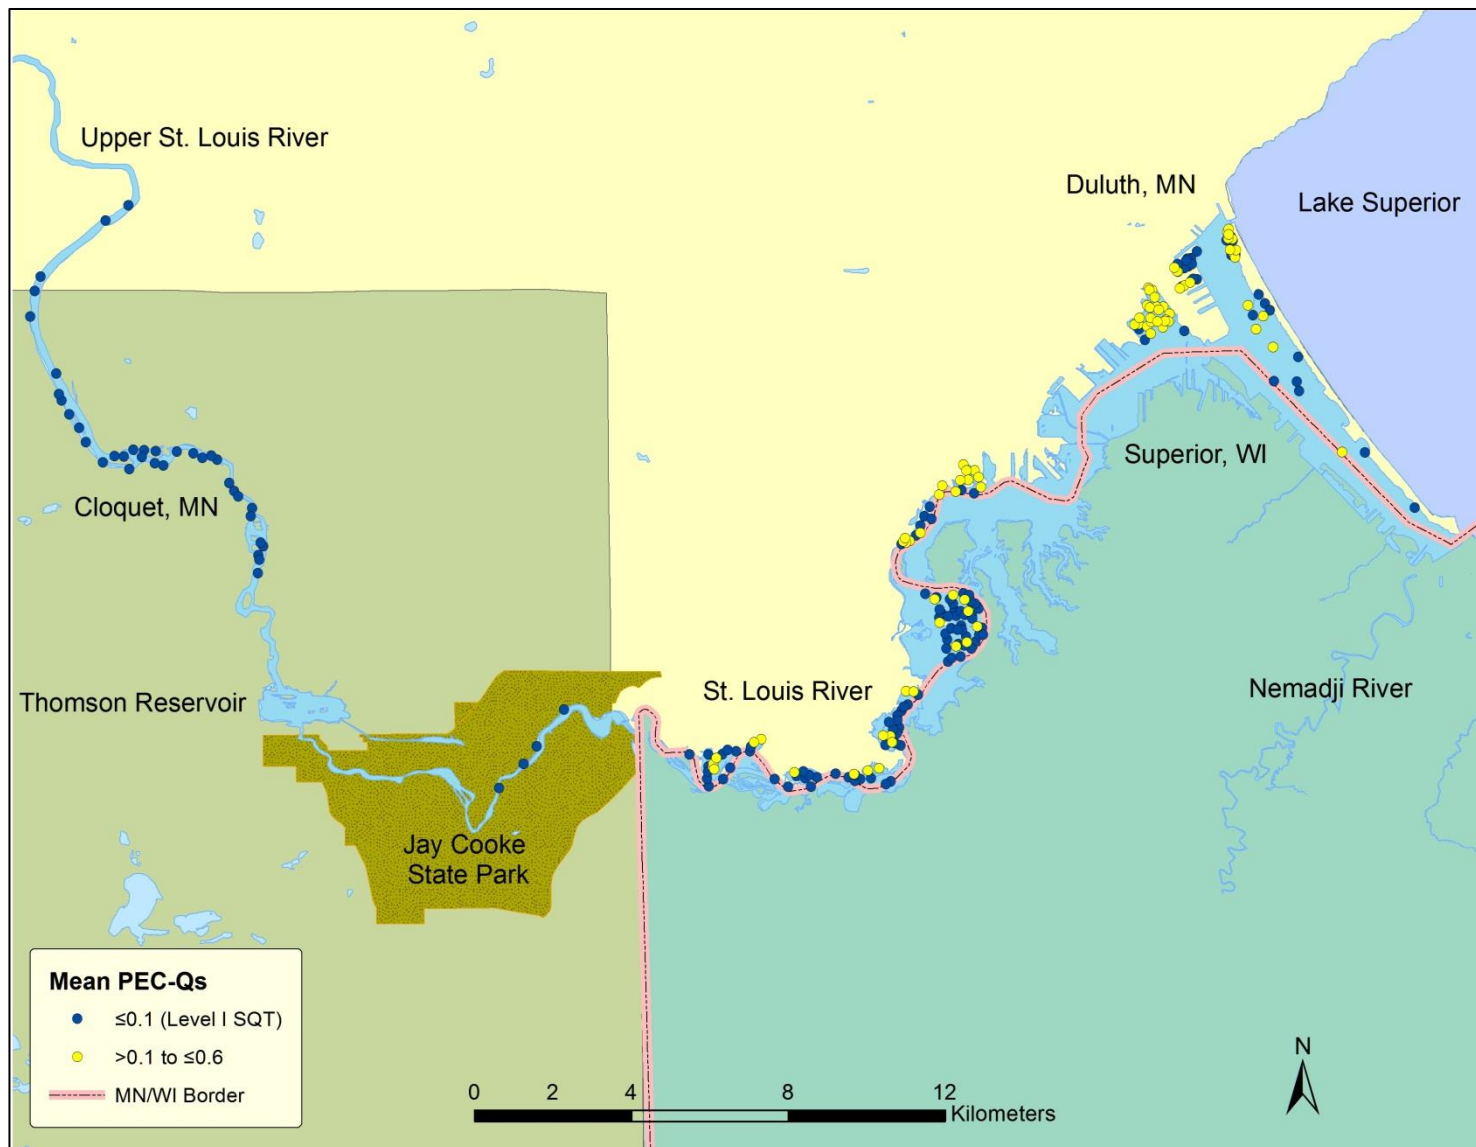 Upper St. Louis River
Duluth, MN
Lake Superior
Superior, WI
Cloquet, MN
Thomson Reservoir
St. Louis River
Nemadji River
Jay Cooke
State Park
Mean PEC-Qs
≤0.1 (Level I SQT)
>0.1 to ≤0.6
MN/WI Border
0 2 4 8 12
Kilometers
N